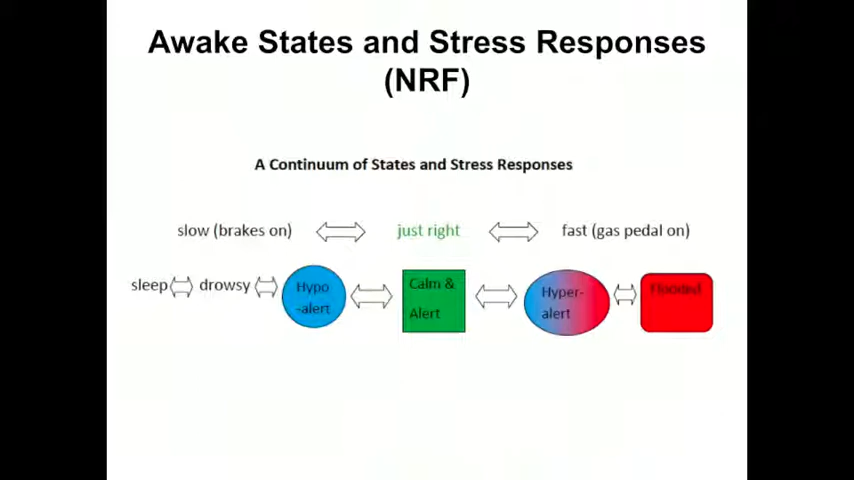 Awake States and Stress Responses
(NRF)
A Continuum of States and Stress Responses
slow (brakes on) just right fast (gas pedal on)
sleep drowsy Hypo
-alert Calm &
Alert Hyper-
alert Flooded